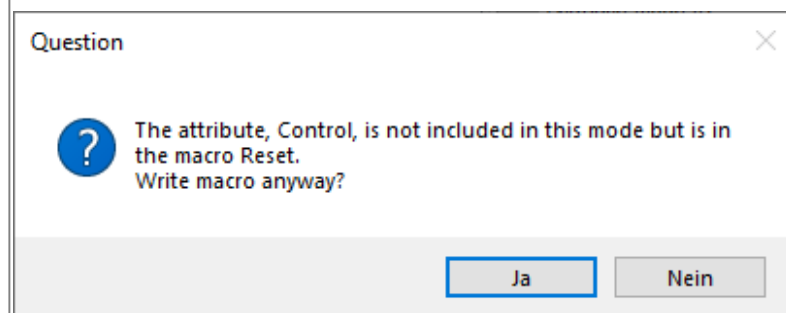 Question
The attribute, Control, is not included in this mode but is in
the macro Reset.
Write macro anyway?
Ja
Nein